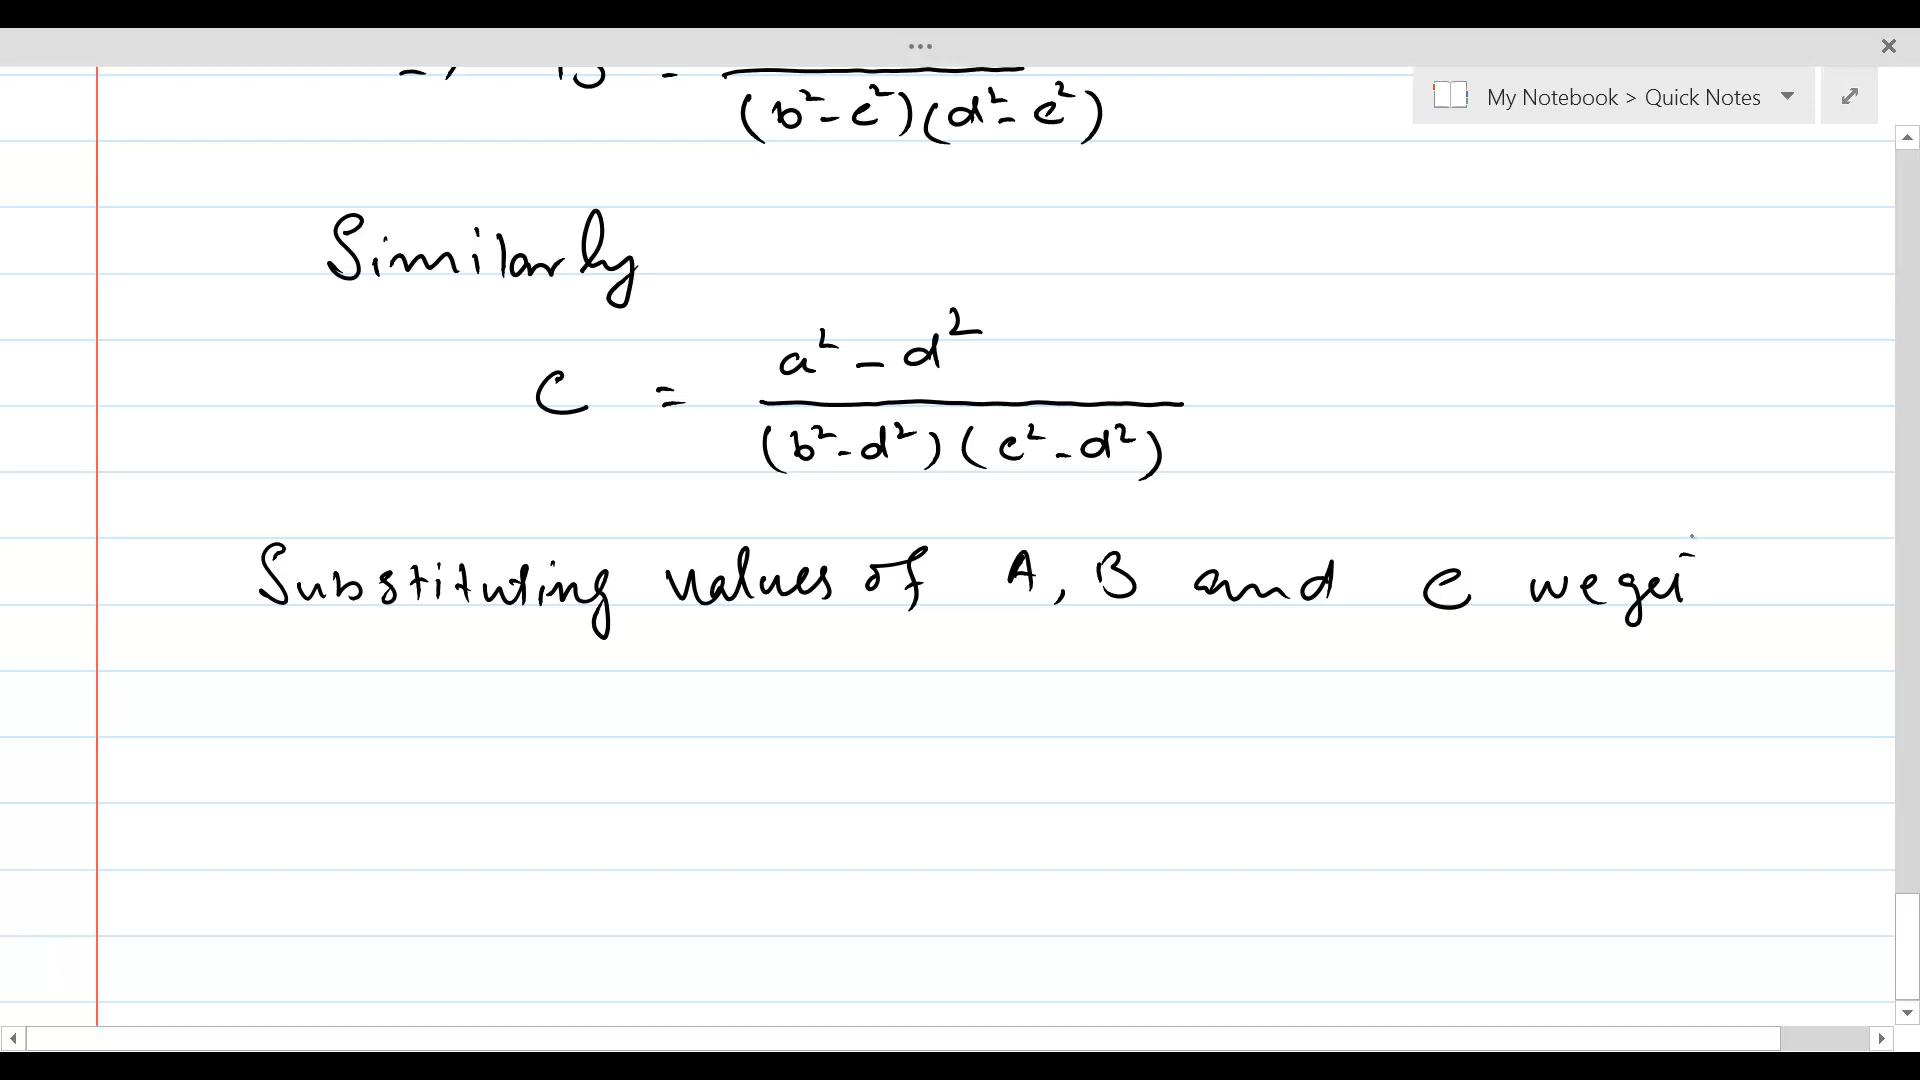 (b² - c²)(d² - c²)
My Notebook > Quick Notes
Similarly
C = a² - d² / (b² - d²)(c² - d²)
Substituting values of A, B and C we get